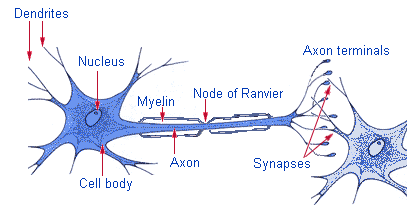 Dendrites
Axon terminals
Nucleus
Myelin
Node of Ranvier
Axon
Synapses
Cell body